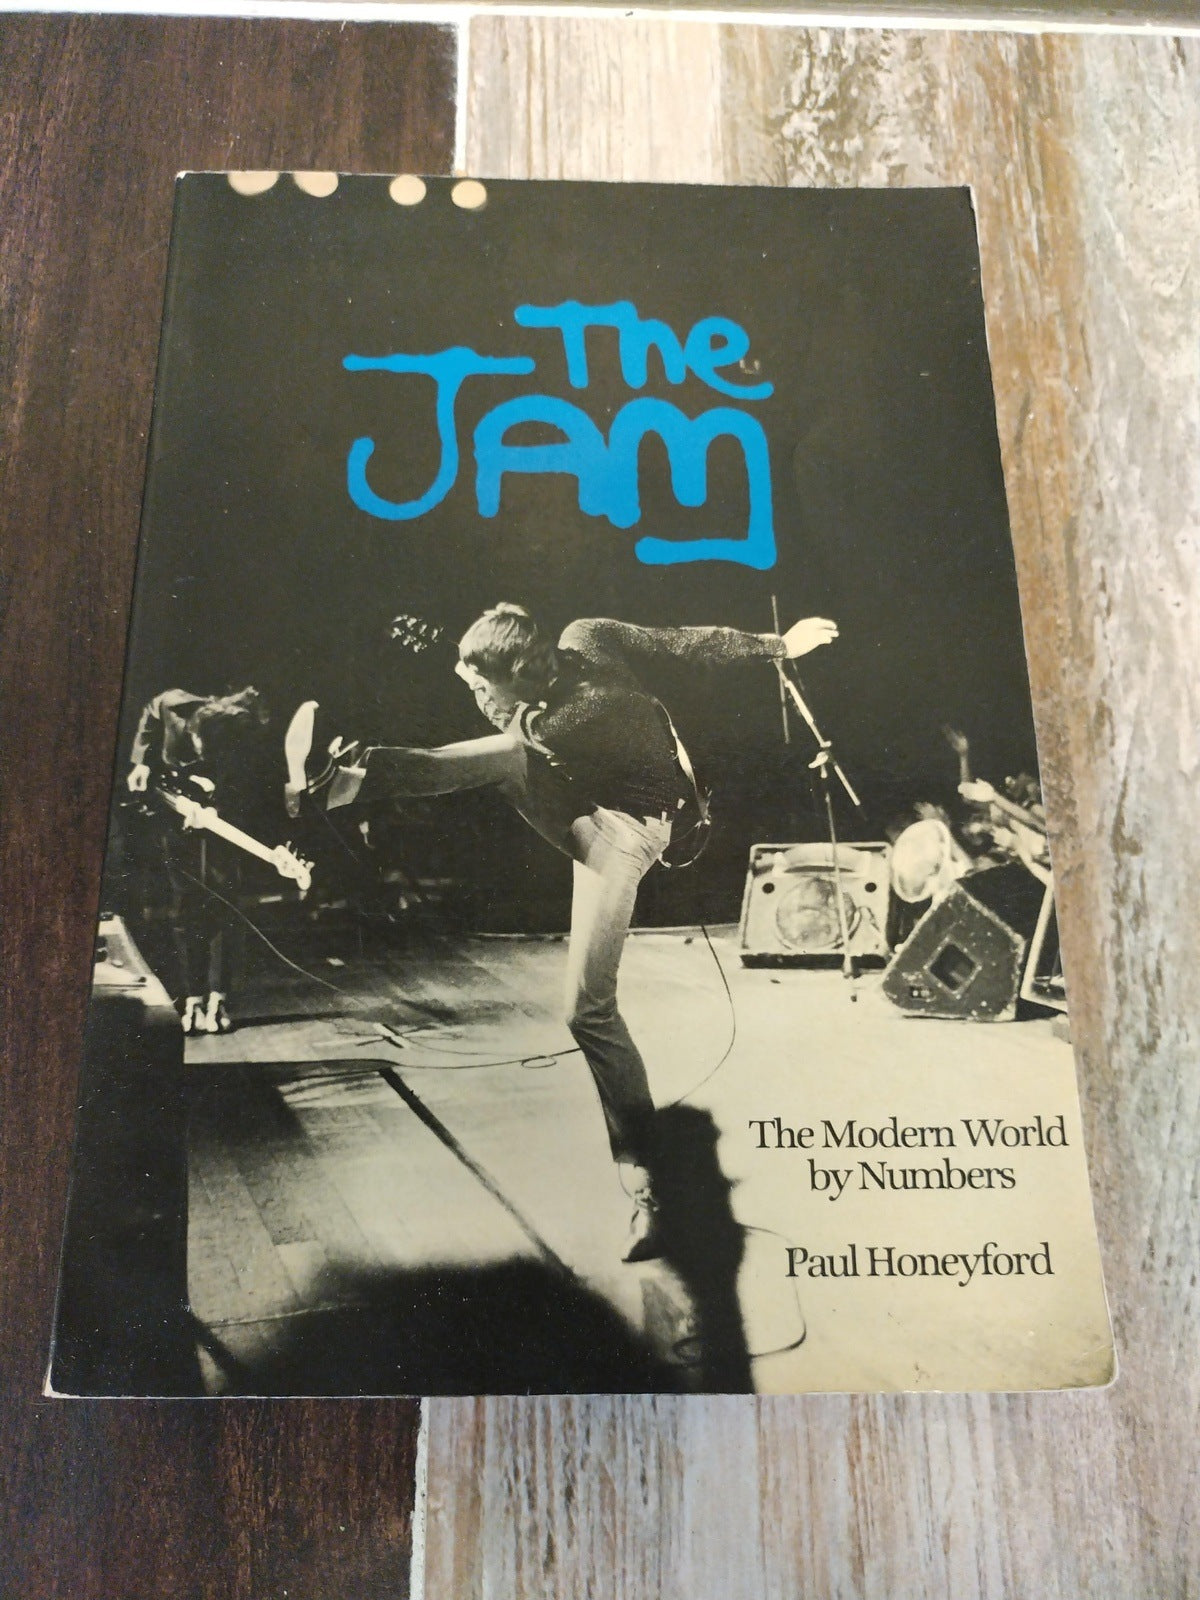 The
JAM
The Modern World
by Numbers
Paul Honeyford